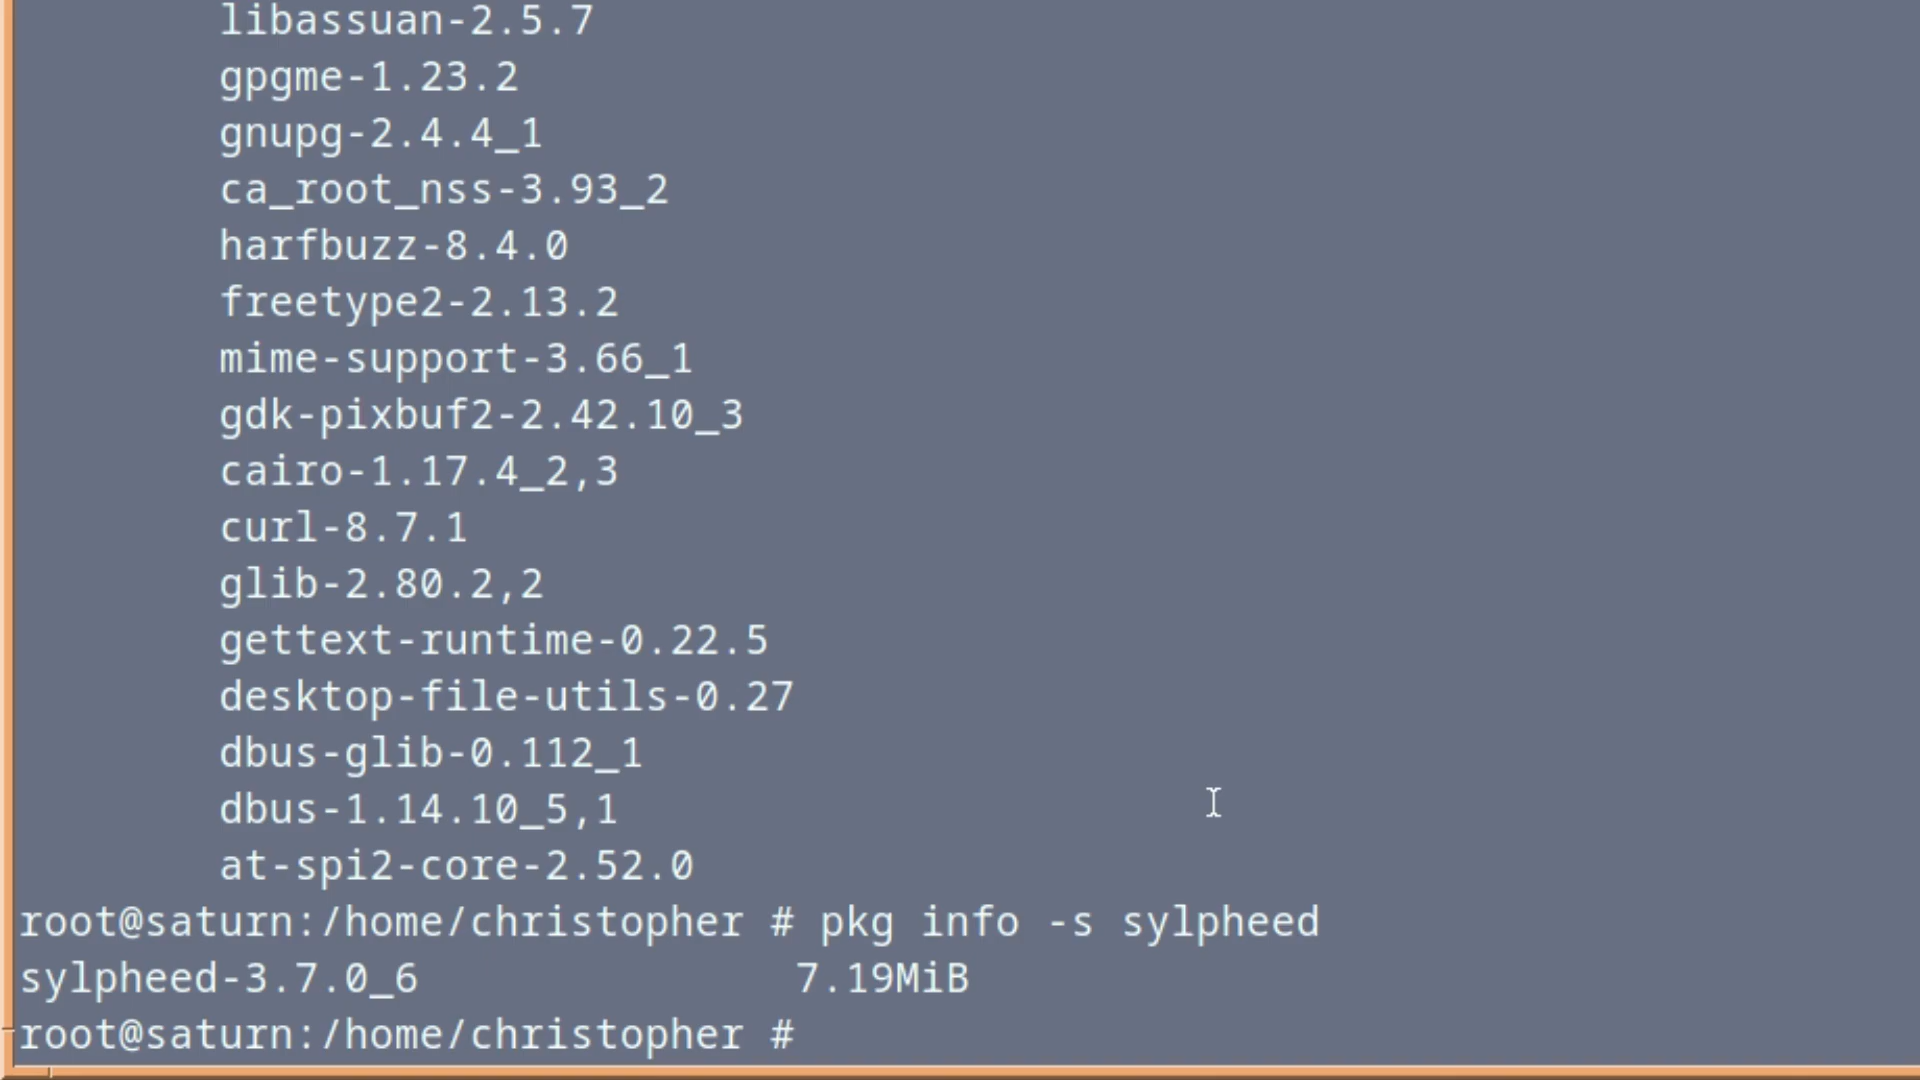 libassuan-2.5.7
gpgme-1.23.2
gnupg-2.4.4_1
ca_root_nss-3.93_2
harfbuzz-8.4.0
freetype2-2.13.2
mime-support-3.66_1
gdk-pixbuf2-2.42.10_3
cairo-1.17.4_2,3
curl-8.7.1
glib-2.80.2,2
gettext-runtime-0.22.5
desktop-file-utils-0.27
dbus-glib-0.112_1
dbus-1.14.10_5,1
at-spi2-core-2.52.0
root@saturn:/home/christopher # pkg info -s sylpheed
sylpheed-3.7.0_6 7.19MiB
root@saturn:/home/christopher #